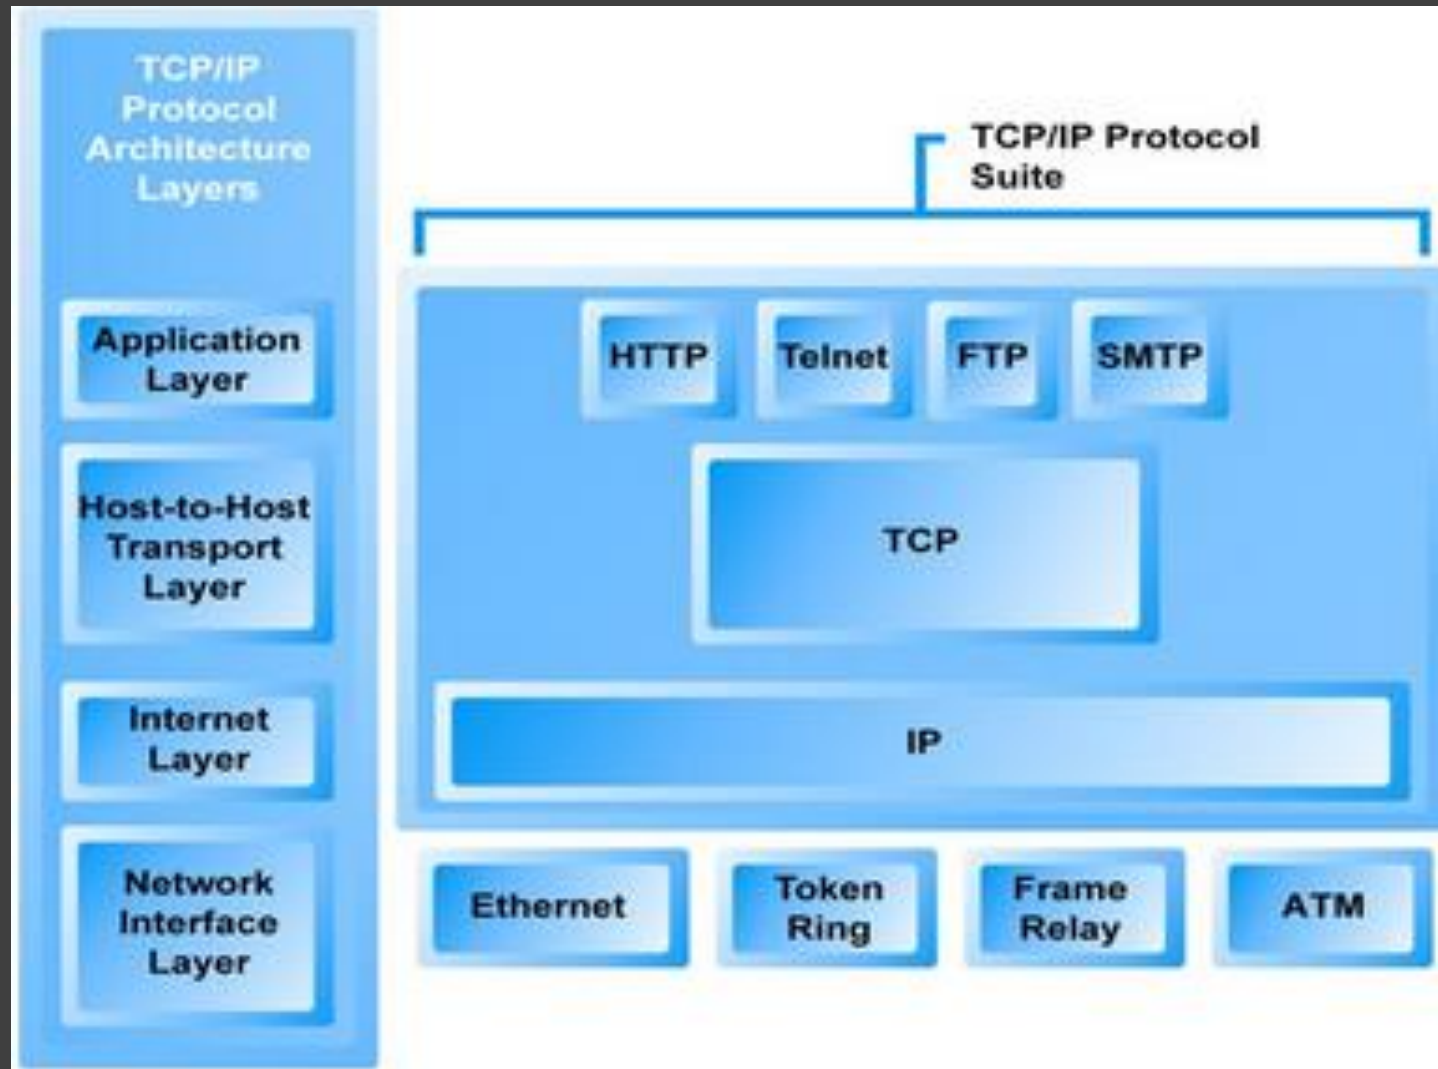 TCP/IP
Protocol
Architecture
Layers
Application
Layer
Host-to-Host
Transport
Layer
Internet
Layer
Network
Interface
Layer
TCP/IP Protocol
Suite
HTTP
Telnet
FTP
SMTP
TCP
IP
Ethernet
Token
Ring
Frame
Relay
ATM